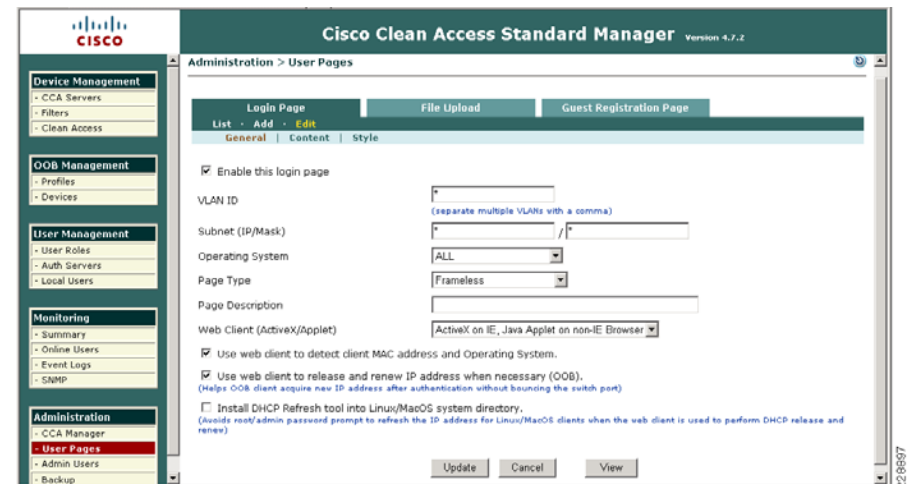 CISCO
Cisco Clean Access Standard Manager Version 4.7.2
Administration > User Pages
Device Management
- CCA Servers
- Filters
- Clean Access
OOB Management
- Profiles
- Devices
User Management
- User Roles
- Auth Servers
- Local Users
Monitoring
- Summary
- Online Users
- Event Logs
- SNMP
Administration
- CCA Manager
- User Pages
- Admin Users
- Backup
Login Page File Upload Guest Registration Page
List · Add · Edit
General | Content | Style
Enable this login page
VLAN ID *
(separate multiple VLANs with a comma)
Subnet (IP/Mask) * / *
Operating System ALL
Page Type Frameless
Page Description
Web Client (ActiveX/Applet) ActiveX on IE, Java Applet on non-IE Browser
Use web client to detect client MAC address and Operating System.
Use web client to release and renew IP address when necessary (OOB).
(Helps OOB client acquire new IP address after authentication without bouncing the switch port)
Install DHCP Refresh tool into Linux/MacOS system directory.
(Avoids root/admin password prompt to refresh the IP address for Linux/MacOS clients when the web client is used to perform DHCP release and
renew)
Update Cancel View
228897